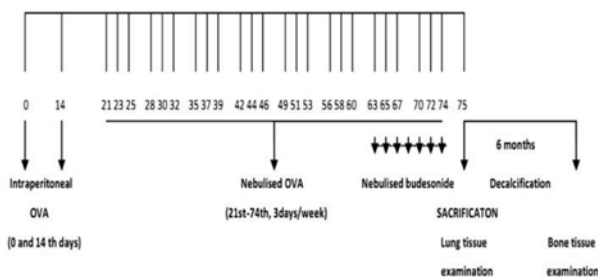 0 14 21 23 25 28 30 32 35 37 39 42 44 46 49 51 53 56 58 60 63 65 67 70 72 74 75
6 months
Intraperitoneal Nebulised OVA Nebulised budesonide Decalcification
OVA (21st-74th, 3days/week) SACRIFICATON
(0 and 14 th days) Lung tissue Bone tissue
examination examination